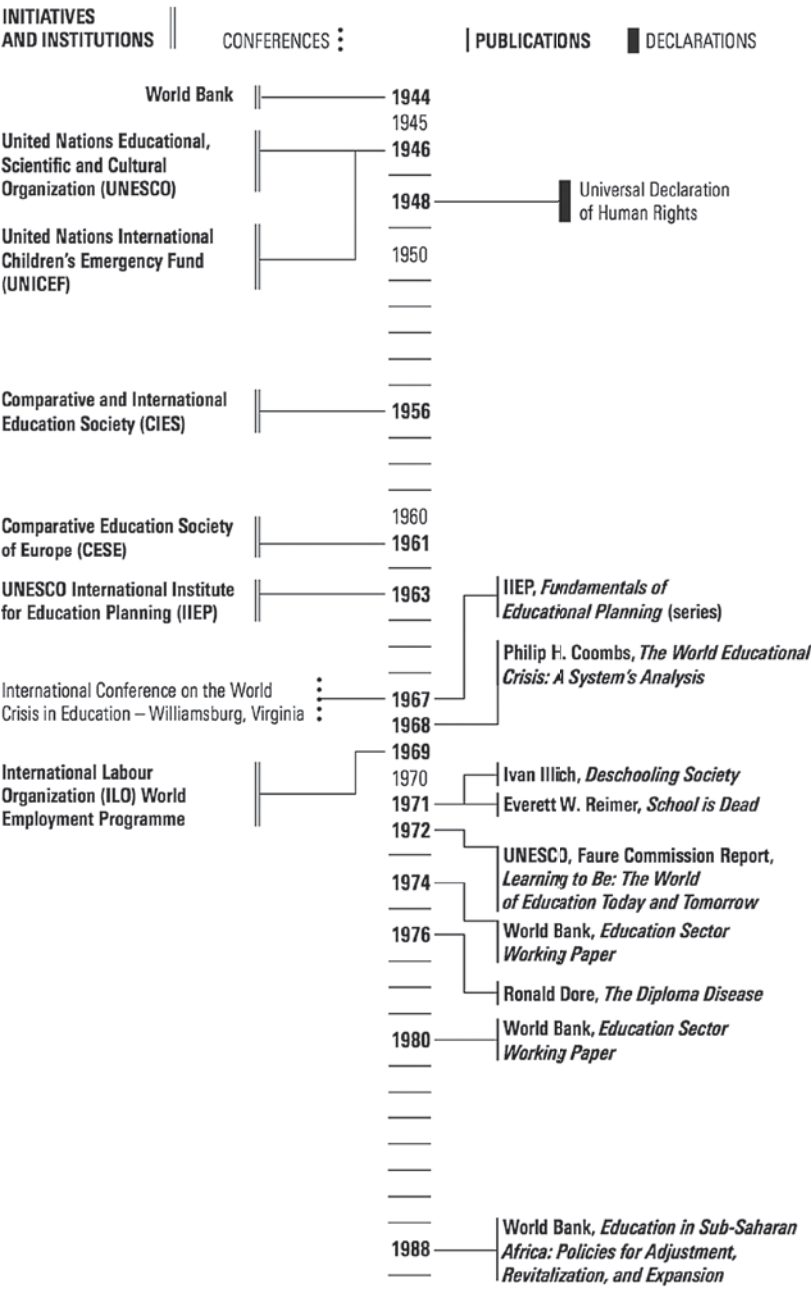 INITIATIVES
AND INSTITUTIONS
CONFERENCES
PUBLICATIONS
DECLARATIONS
World Bank
1944
1945
United Nations Educational,
Scientific and Cultural
Organization (UNESCO)
1946
1948
Universal Declaration
of Human Rights
United Nations International
Children's Emergency Fund
(UNICEF)
1950
Comparative and International
Education Society (CIES)
1956
1960
Comparative Education Society
of Europe (CESE)
1961
UNESCO International Institute
for Education Planning (IIEP)
1963
IIEP, Fundamentals of
Educational Planning (series)
Philip H. Coombs, The World Educational
Crisis: A System's Analysis
International Conference on the World
Crisis in Education – Williamsburg, Virginia
1967
1968
1969
International Labour
Organization (ILO) World
Employment Programme
1970
Ivan Illich, Deschooling Society
1971
Everett W. Reimer, School is Dead
1972
UNESCO, Faure Commission Report,
Learning to Be: The World
of Education Today and Tomorrow
1974
World Bank, Education Sector
Working Paper
1976
Ronald Dore, The Diploma Disease
1980
World Bank, Education Sector
Working Paper
1988
World Bank, Education in Sub-Saharan
Africa: Policies for Adjustment,
Revitalization, and Expansion